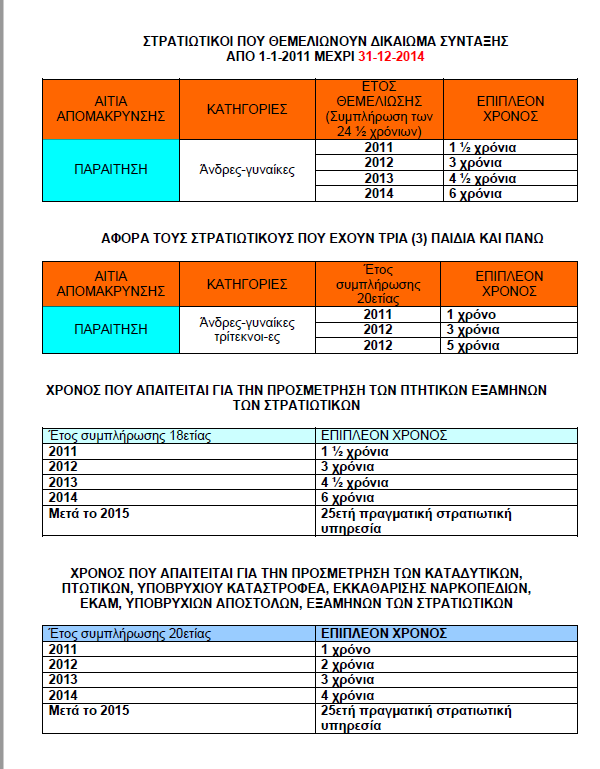 ΣΤΡΑΤΙΩΤΙΚΟΙ ΠΟΥ ΘΕΜΕΛΙΩΝΟΥΝ ΔΙΚΑΙΩΜΑ ΣΥΝΤΑΞΗΣ
ΑΠΟ 1-1-2011 ΜΕΧΡΙ 31-12-2014
ΑΙΤΙΑ
ΑΠΟΜΑΚΡΥΝΣΗΣ
ΚΑΤΗΓΟΡΙΕΣ
ΕΤΟΣ
ΘΕΜΕΛΙΩΣΗΣ
(Συμπλήρωση των
24 ½ χρόνιων)
ΕΠΙΠΛΕΟΝ
ΧΡΟΝΟΣ
ΠΑΡΑΙΤΗΣΗ
Άνδρες-γυναίκες
2011 1 ½ χρόνια
2012 3 χρόνια
2013 4 ½ χρόνια
2014 6 χρόνια
ΑΦΟΡΑ ΤΟΥΣ ΣΤΡΑΤΙΩΤΙΚΟΥΣ ΠΟΥ ΕΧΟΥΝ ΤΡΙΑ (3) ΠΑΙΔΙΑ ΚΑΙ ΠΑΝΩ
ΑΙΤΙΑ
ΑΠΟΜΑΚΡΥΝΣΗΣ
ΚΑΤΗΓΟΡΙΕΣ
Έτος
συμπλήρωσης
20ετίας
ΕΠΙΠΛΕΟΝ
ΧΡΟΝΟΣ
ΠΑΡΑΙΤΗΣΗ
Άνδρες-γυναίκες
τρίτεκνοι-ες
2011 1 χρόνο
2012 3 χρόνια
2012 5 χρόνια
ΧΡΟΝΟΣ ΠΟΥ ΑΠΑΙΤΕΙΤΑΙ ΓΙΑ ΤΗΝ ΠΡΟΣΜΕΤΡΗΣΗ ΤΩΝ ΠΤΗΤΙΚΩΝ ΕΞΑΜΗΝΩΝ
ΤΩΝ ΣΤΡΑΤΙΩΤΙΚΩΝ
Έτος συμπλήρωσης 18ετίας ΕΠΙΠΛΕΟΝ ΧΡΟΝΟΣ
2011 1 ½ χρόνια
2012 3 χρόνια
2013 4 ½ χρόνια
2014 6 χρόνια
Μετά το 2015 25ετή πραγματική στρατιωτική
υπηρεσία
ΧΡΟΝΟΣ ΠΟΥ ΑΠΑΙΤΕΙΤΑΙ ΓΙΑ ΤΗΝ ΠΡΟΣΜΕΤΡΗΣΗ ΤΩΝ ΚΑΤΑΔΥΤΙΚΩΝ,
ΠΤΩΤΙΚΩΝ, ΥΠΟΒΡΥΧΙΟΥ ΚΑΤΑΣΤΡΟΦΕΑ, ΕΚΚΑΘΑΡΙΣΗΣ ΝΑΡΚΟΠΕΔΙΩΝ,
ΕΚΑΜ, ΥΠΟΒΡΥΧΙΩΝ ΑΠΟΣΤΟΛΩΝ, ΕΞΑΜΗΝΩΝ ΤΩΝ ΣΤΡΑΤΙΩΤΙΚΩΝ
Έτος συμπλήρωσης 20ετίας ΕΠΙΠΛΕΟΝ ΧΡΟΝΟΣ
2011 1 χρόνο
2012 2 χρόνια
2013 3 χρόνια
2014 4 χρόνια
Μετά το 2015 25ετή πραγματική στρατιωτική
υπηρεσία